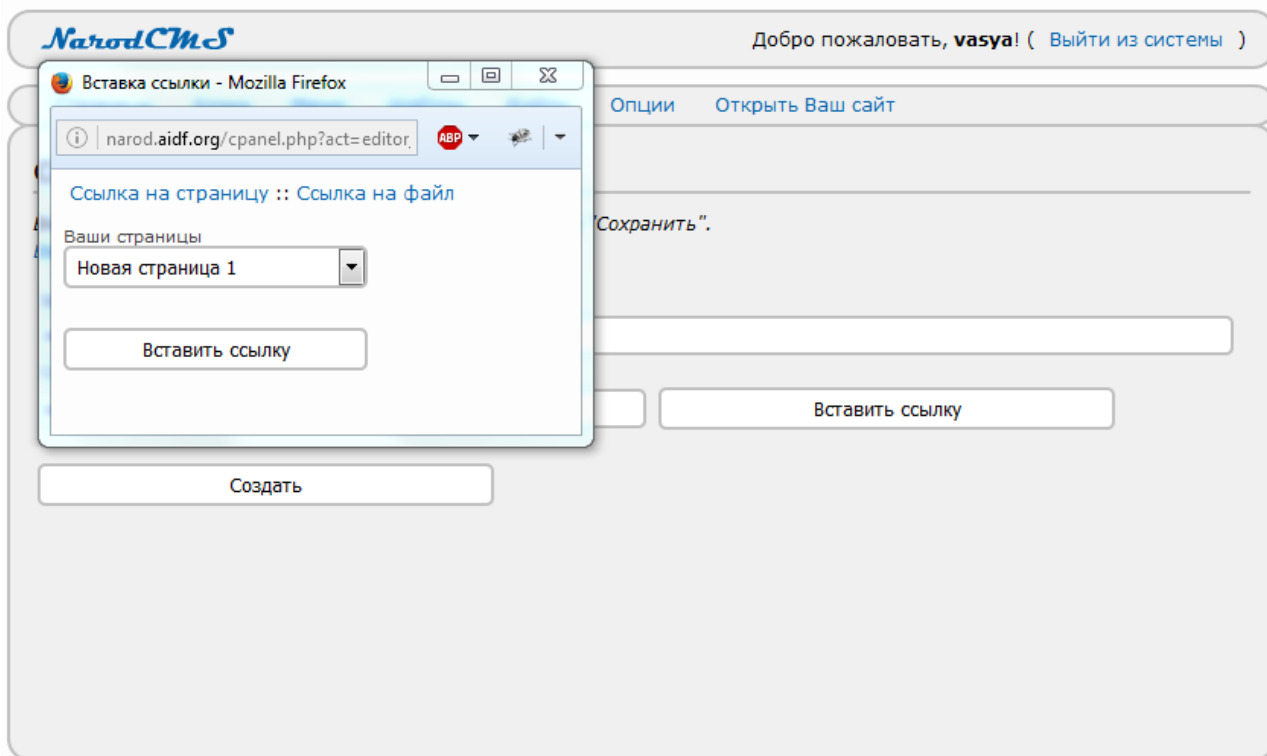 NarodCMS
Добро пожаловать, vasya! ( Выйти из системы )
Вставка ссылки - Mozilla Firefox
Опции Открыть Ваш сайт
narod.aidf.org/cpanel.php?act=editor_
ABP
Ссылка на страницу :: Ссылка на файл
"Сохранить".
Ваши страницы
Новая страница 1
Вставить ссылку
Вставить ссылку
Создать